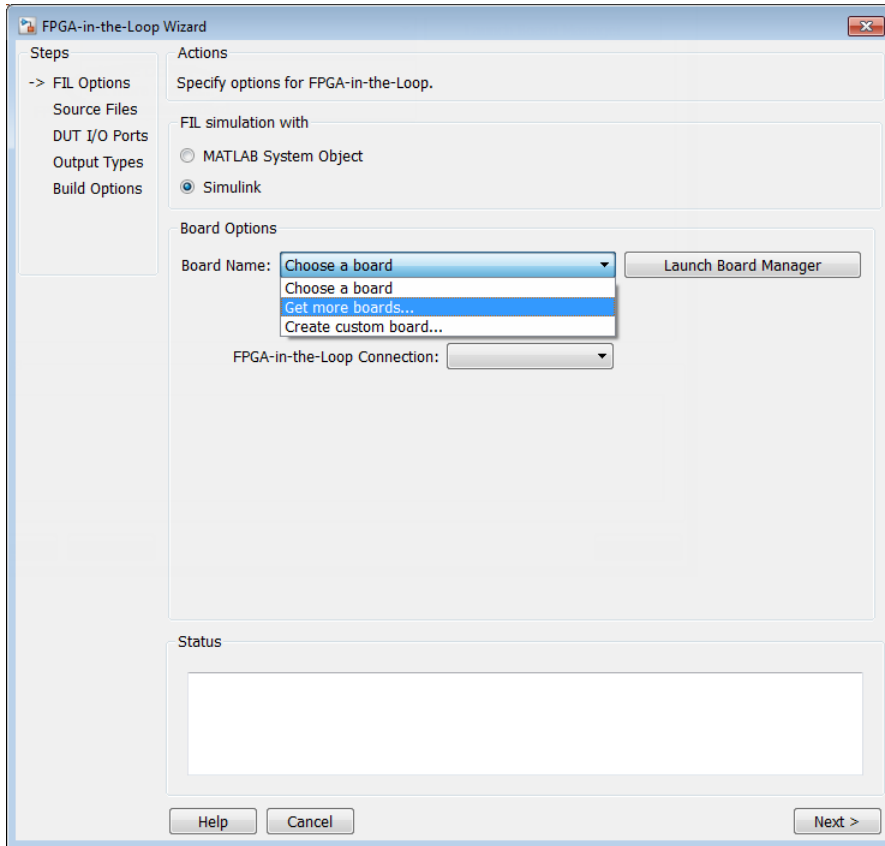 FPGA-in-the-Loop Wizard
Steps
-> FIL Options
Source Files
DUT I/O Ports
Output Types
Build Options
Actions
Specify options for FPGA-in-the-Loop.
FIL simulation with
MATLAB System Object
Simulink
Board Options
Board Name: Choose a board Launch Board Manager
Choose a board
Get more boards...
Create custom board...
FPGA-in-the-Loop Connection:
Status
Help Cancel Next >